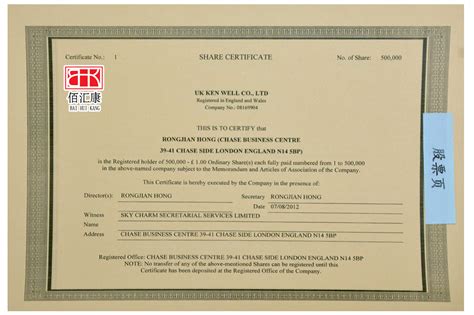 Certificate No.: 1 SHARE CERTIFICATE No. of Share: 500,000
佰汇康
BAI HUI KANG
UK KEN WELL CO., LTD
Registered in England and Wales
Company No.: 08169904
THIS IS TO CERTIFY that
RONGJIAN HONG (CHASE BUSINESS CENTRE
39-41 CHASE SIDE LONDON ENGLAND N14 5BP)
is the Registered holder of 500,000 - £ 1.00 Ordinary Share(s) each fully paid numbered from 1 to 500,000
in the above-named company subject to the Memorandum and Articles of Association of the Company.
This Certificate is hereby executed by the Company in the presence of:
Director(s): RONGJIAN HONG Secretary RONGJIAN HONG
Date 07/08/2012
Witness SKY CHARM SECRETARIAL SERVICES LIMITED
Name
Address CHASE BUSINESS CENTRE 39-41 CHASE SIDE LONDON ENGLAND N14 5BP
Registered Office: CHASE BUSINESS CENTRE 39-41 CHASE SIDE LONDON ENGLAND N14 5BP
NOTE: No transfer of any of the above-mentioned Shares can be registered until this
Certificate has been deposited at the Registered Office of the Company.
股票页